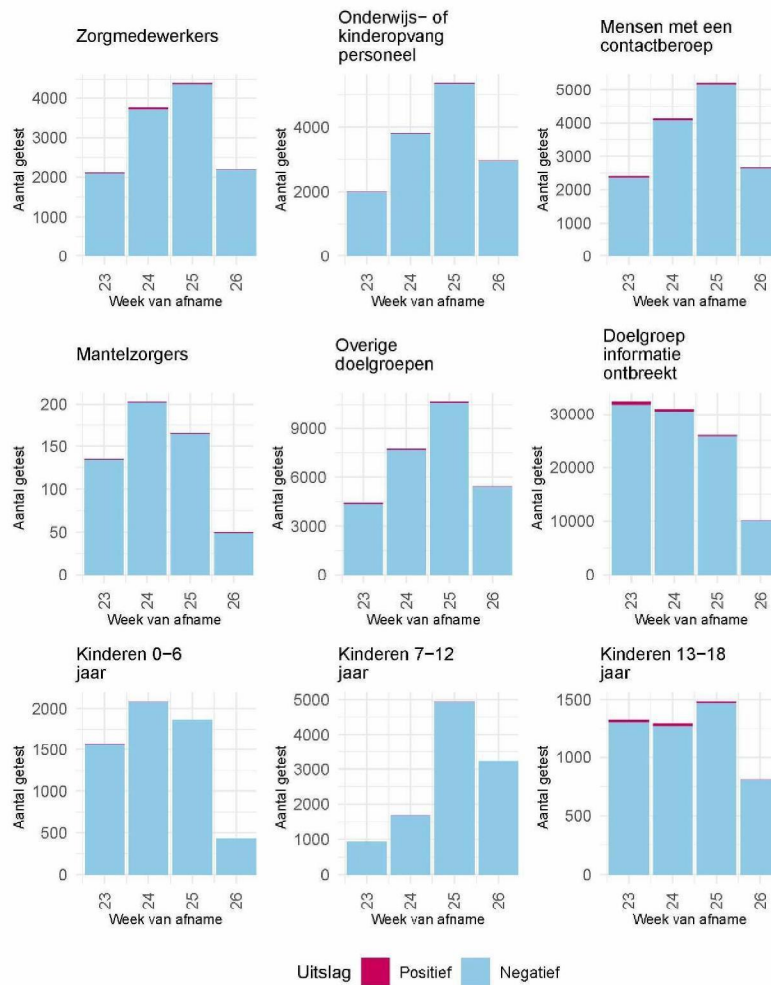 Zorgmedewerkers
Aantal getest
4000
3000
2000
1000
0
23
24
25
26
Week van afname
Onderwijs- of
kinderopvang
personeel
Aantal getest
4000
2000
0
23
24
25
26
Week van afname
Mensen met een
contactberoep
Aantal getest
5000
4000
3000
2000
1000
0
23
24
25
26
Week van afname
Mantelzorgers
Aantal getest
200
150
100
50
0
23
24
25
26
Week van afname
Overige
doelgroepen
Aantal getest
9000
6000
3000
0
23
24
25
26
Week van afname
Doelgroep
informatie
ontbreekt
Aantal getest
30000
20000
10000
0
23
24
25
26
Week van afname
Kinderen 0-6
jaar
Aantal getest
2000
1500
1000
500
0
23
24
25
26
Week van afname
Kinderen 7-12
jaar
Aantal getest
5000
4000
3000
2000
1000
0
23
24
25
26
Week van afname
Kinderen 13-18
jaar
Aantal getest
1500
1000
500
0
23
24
25
26
Week van afname
Uitslag Positief Negatief